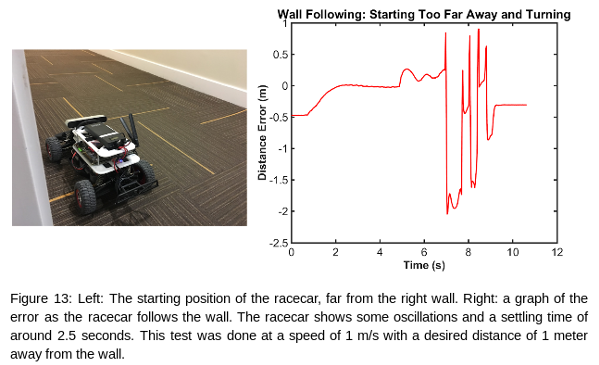 Wall Following: Starting Too Far Away and Turning
1
0.5
0
-0.5
-1
-1.5
-2
-2.5
Distance Error (m)
0 2 4 6 8 10 12
Time (s)
Figure 13: Left: The starting position of the racecar, far from the right wall. Right: a graph of the
error as the racecar follows the wall. The racecar shows some oscillations and a settling time of
around 2.5 seconds. This test was done at a speed of 1 m/s with a desired distance of 1 meter
away from the wall.